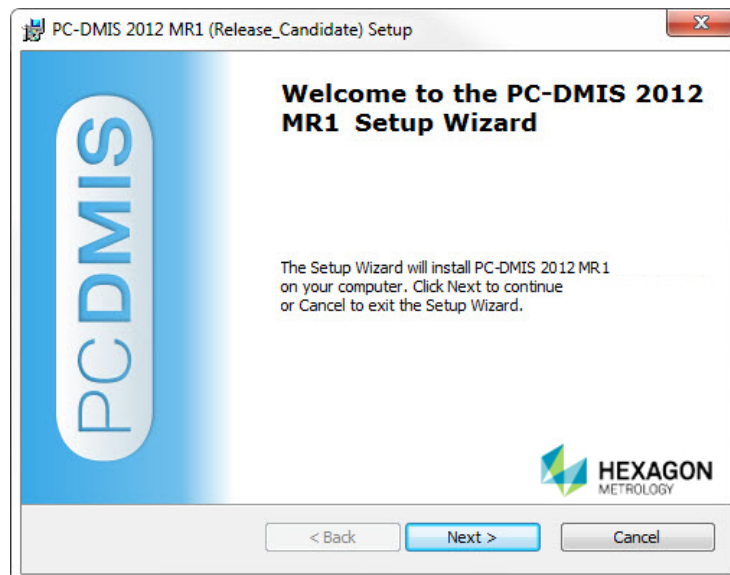 PC-DMIS 2012 MR1 (Release_Candidate) Setup
PCDMIS
Welcome to the PC-DMIS 2012
MR1 Setup Wizard
The Setup Wizard will install PC-DMIS 2012 MR1
on your computer. Click Next to continue
or Cancel to exit the Setup Wizard.
HEXAGON
METROLOGY
< Back
Next >
Cancel